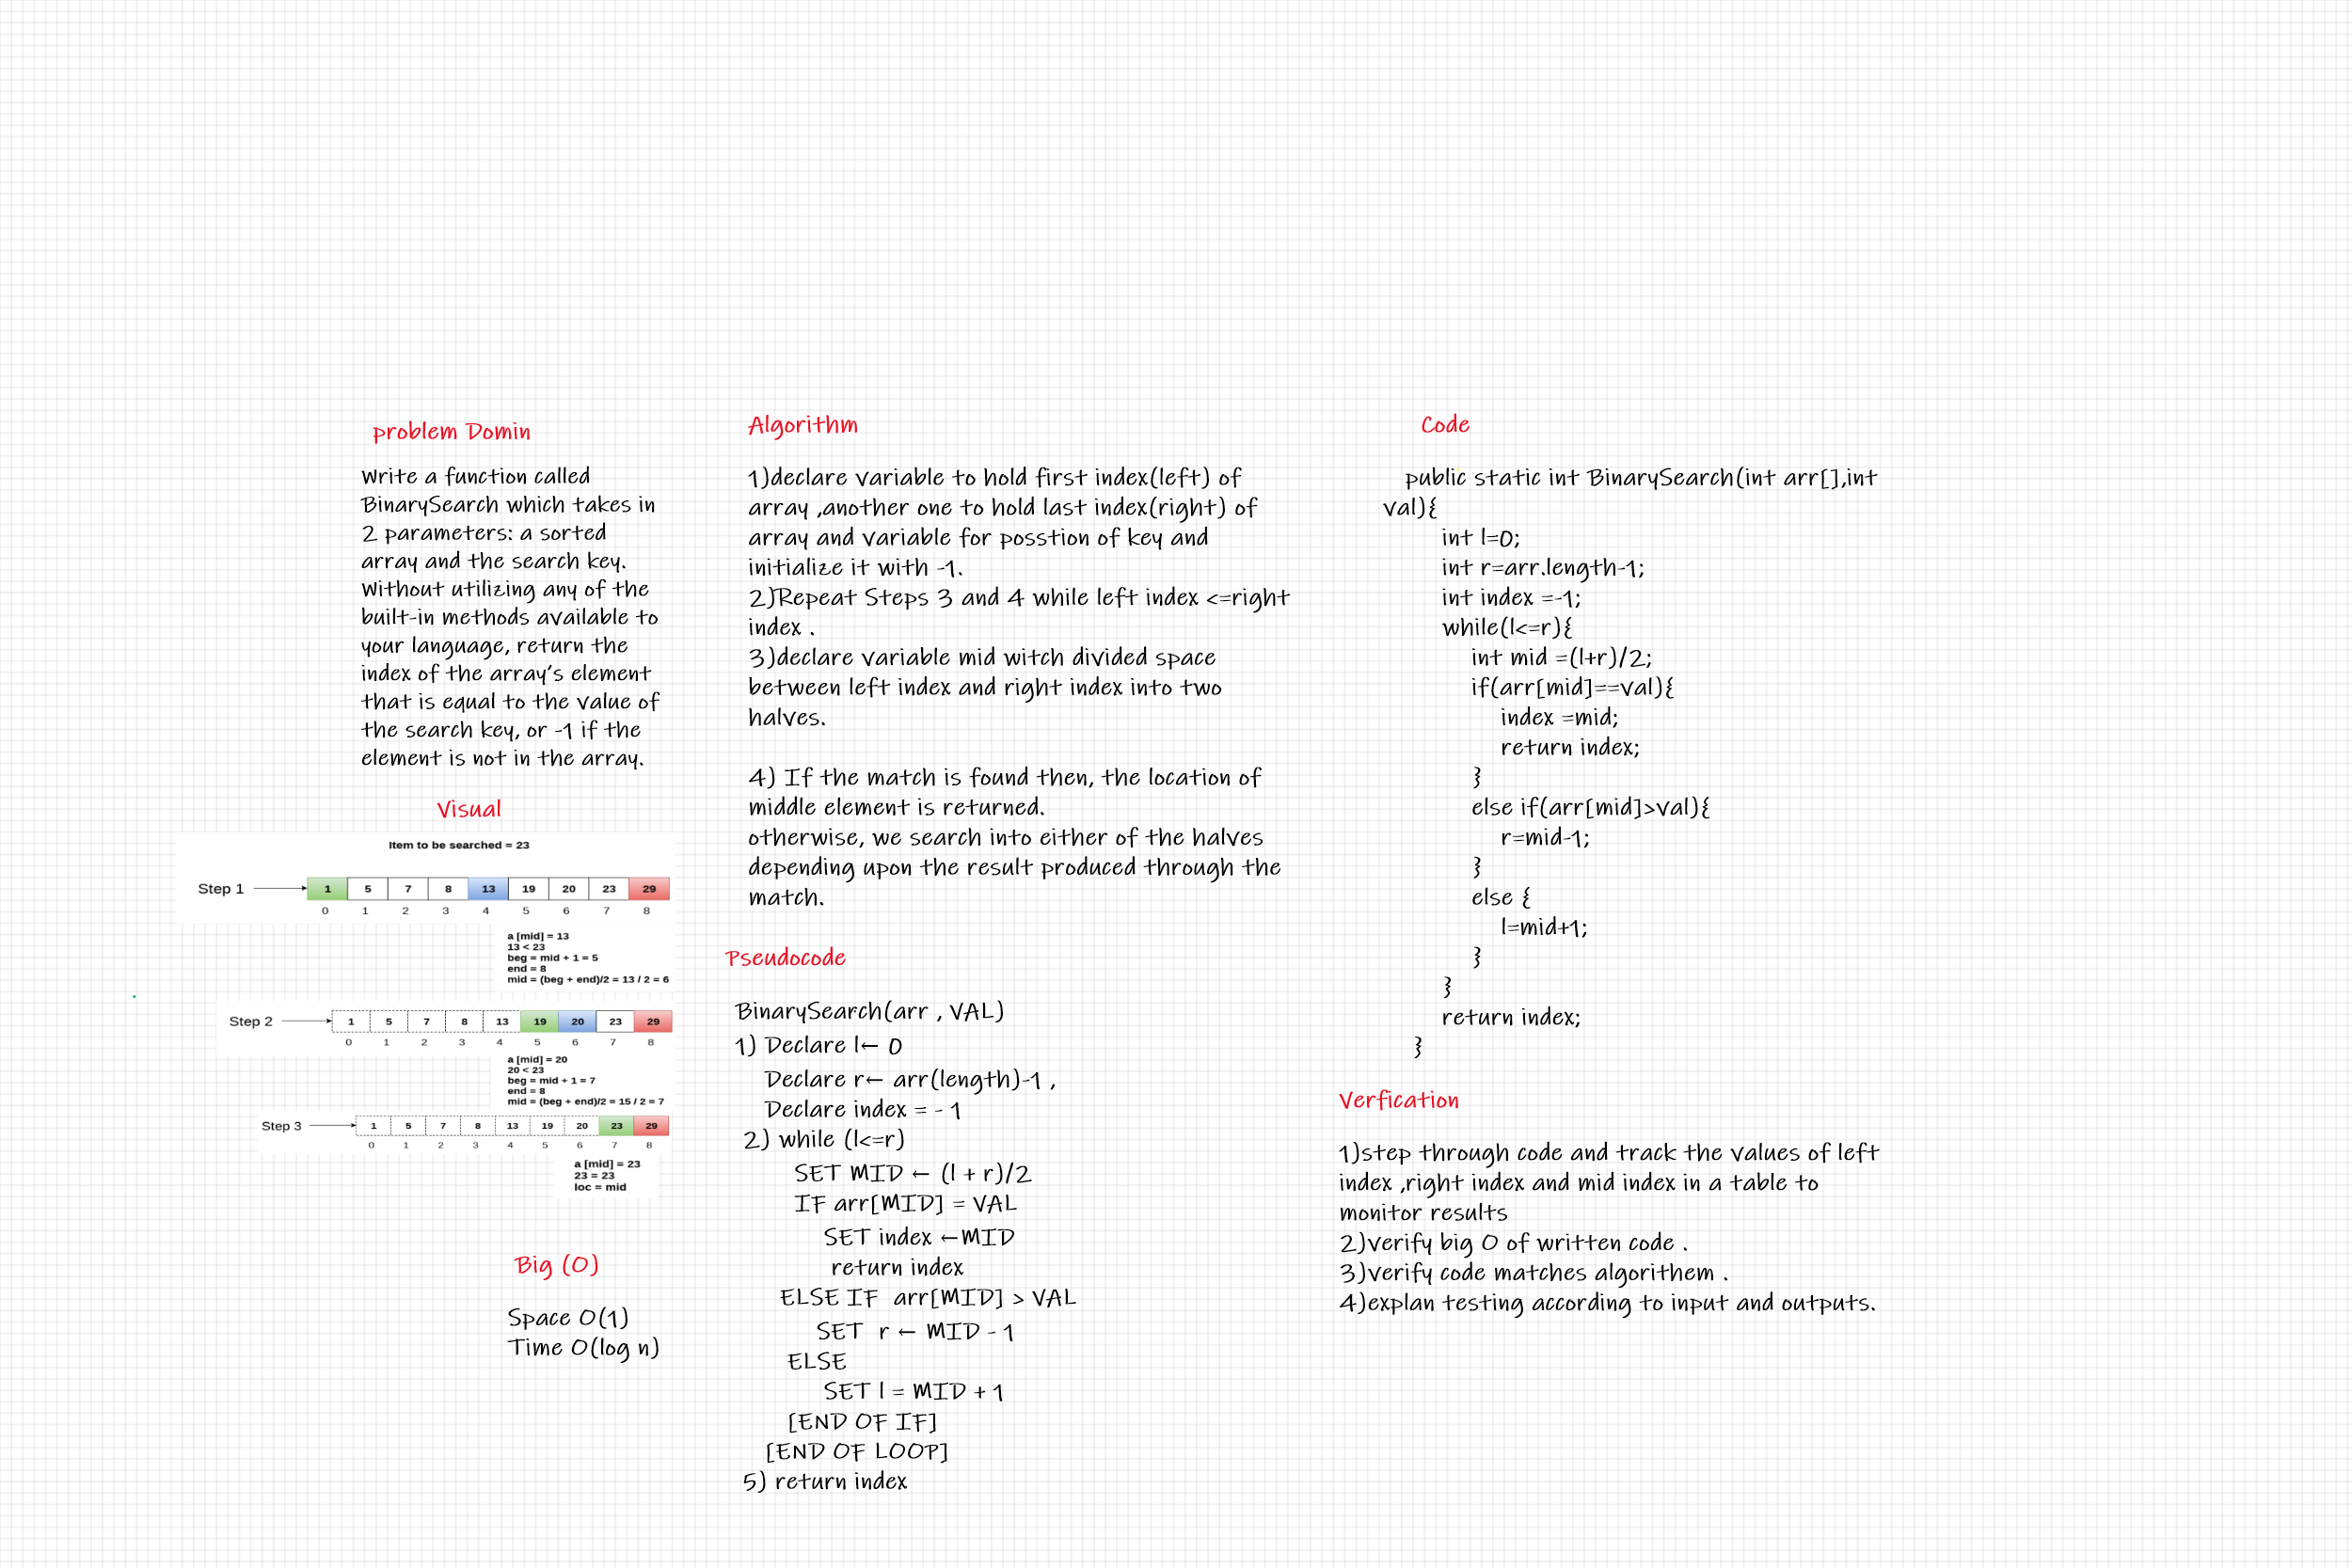 problem Domin
Write a function called
BinarySearch which takes in
2 parameters: a sorted
array and the search key.
Without utilizing any of the
built-in methods available to
your language, return the
index of the array's element
that is equal to the value of
the search key, or -1 if the
element is not in the array.
Visual
Item to be searched = 23
Step 1
1 5 7 8 13 19 20 23 29
0 1 2 3 4 5 6 7 8
a [mid] = 13
13 < 23
beg = mid + 1 = 5
end = 8
mid = (beg + end)/2 = 13 / 2 = 6
Step 2
1 5 7 8 13 19 20 23 29
0 1 2 3 4 5 6 7 8
a [mid] = 20
20 < 23
beg = mid + 1 = 7
end = 8
mid = (beg + end)/2 = 15 / 2 = 7
Step 3
1 5 7 8 13 19 20 23 29
0 1 2 3 4 5 6 7 8
a [mid] = 23
23 = 23
loc = mid
Big (O)
Space O(1)
Time O(log n)
Algorithm
1)declare variable to hold first index(left) of
array ,another one to hold last index(right) of
array and variable for posstion of key and
initialize it with -1.
2)Repeat Steps 3 and 4 while left index <=right
index .
3)declare variable mid witch divided space
between left index and right index into two
halves.
4) If the match is found then, the location of
middle element is returned.
otherwise, we search into either of the halves
depending upon the result produced through the
match.
Pseudocode
BinarySearch(arr , VAL)
1) Declare l← 0
Declare r← arr(length)-1 ,
Declare index = - 1
2) while (l<=r)
SET MID ← (l + r)/2
IF arr[MID] = VAL
SET index ←MID
return index
ELSE IF arr[MID] > VAL
SET r ← MID - 1
ELSE
SET l = MID + 1
[END OF IF]
[END OF LOOP]
5) return index
Code
public static int BinarySearch(int arr[],int
val){
int l=0;
int r=arr.length-1;
int index =-1;
while(l<=r){
int mid =(l+r)/2;
if(arr[mid]==val){
index =mid;
return index;
}
else if(arr[mid]>val){
r=mid-1;
}
else {
l=mid+1;
}
}
return index;
}
Verfication
1)step through code and track the values of left
index ,right index and mid index in a table to
monitor results
2)verify big O of written code .
3)verify code matches algorithem .
4)explan testing according to input and outputs.